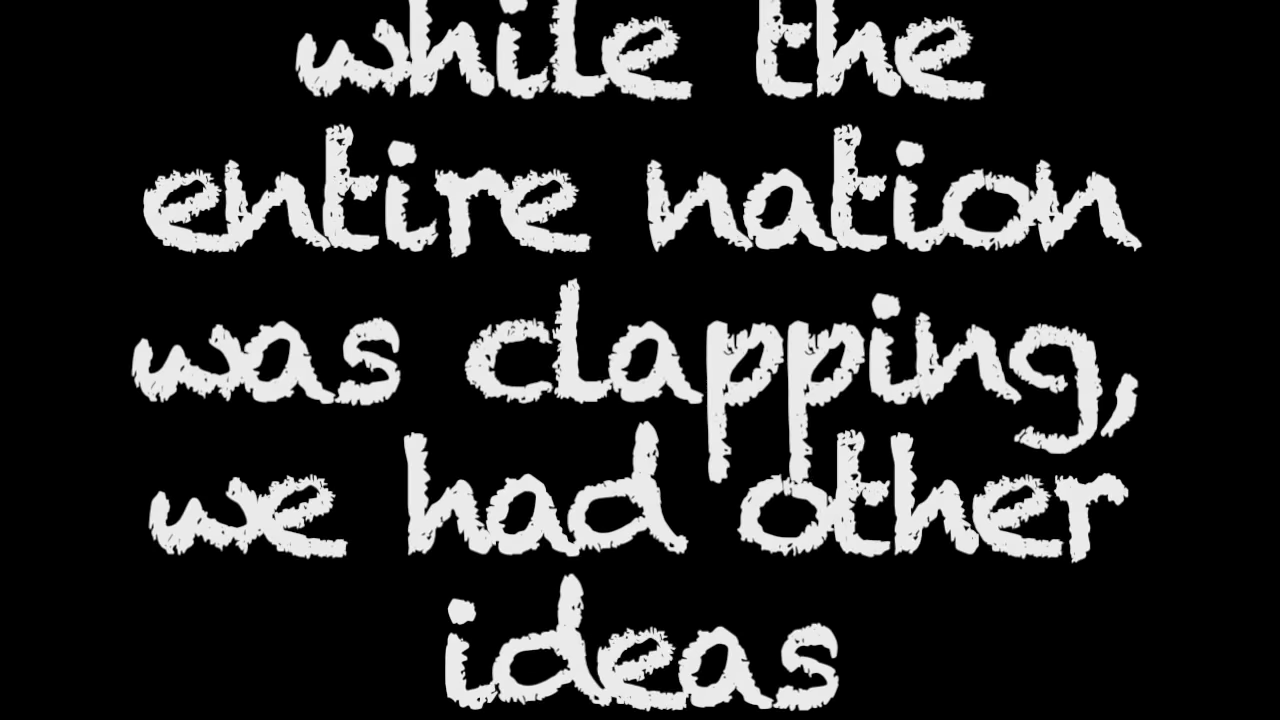 while the
entire nation
was clapping,
we had other
ideas